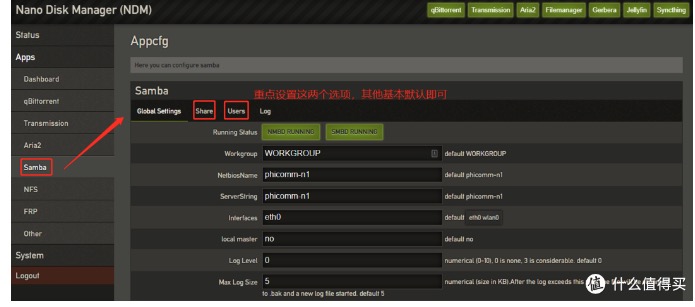 Nano Disk Manager (NDM)
qBittorrent Transmission Aria2 Filemanager Gerbera Jellyfin Syncthing
Status
Apps
Dashboard
qBittorrent
Transmission
Aria2
Samba
NFS
FRP
Other
System
Logout
Appcfg
Here you can configure samba
Samba
重点设置这两个选项，其他基本默认即可
Global Settings Share Users Log
Running Status NMBD RUNNING SMBD RUNNING
Workgroup WORKGROUP default WORKGROUP
NetbiosName phicomm-n1 default phicomm-n1
ServerString phicomm-n1 default phicomm-n1
Interfaces eth0 default eth0 wlan0
local master no default no
Log Level 0 numerical (0-10), 0 is none, 3 is considerable. default 0
Max Log Size 5 numerical (size in KB).After the log exceeds this
to .bak and a new log file started. default 5
值 什么值得买